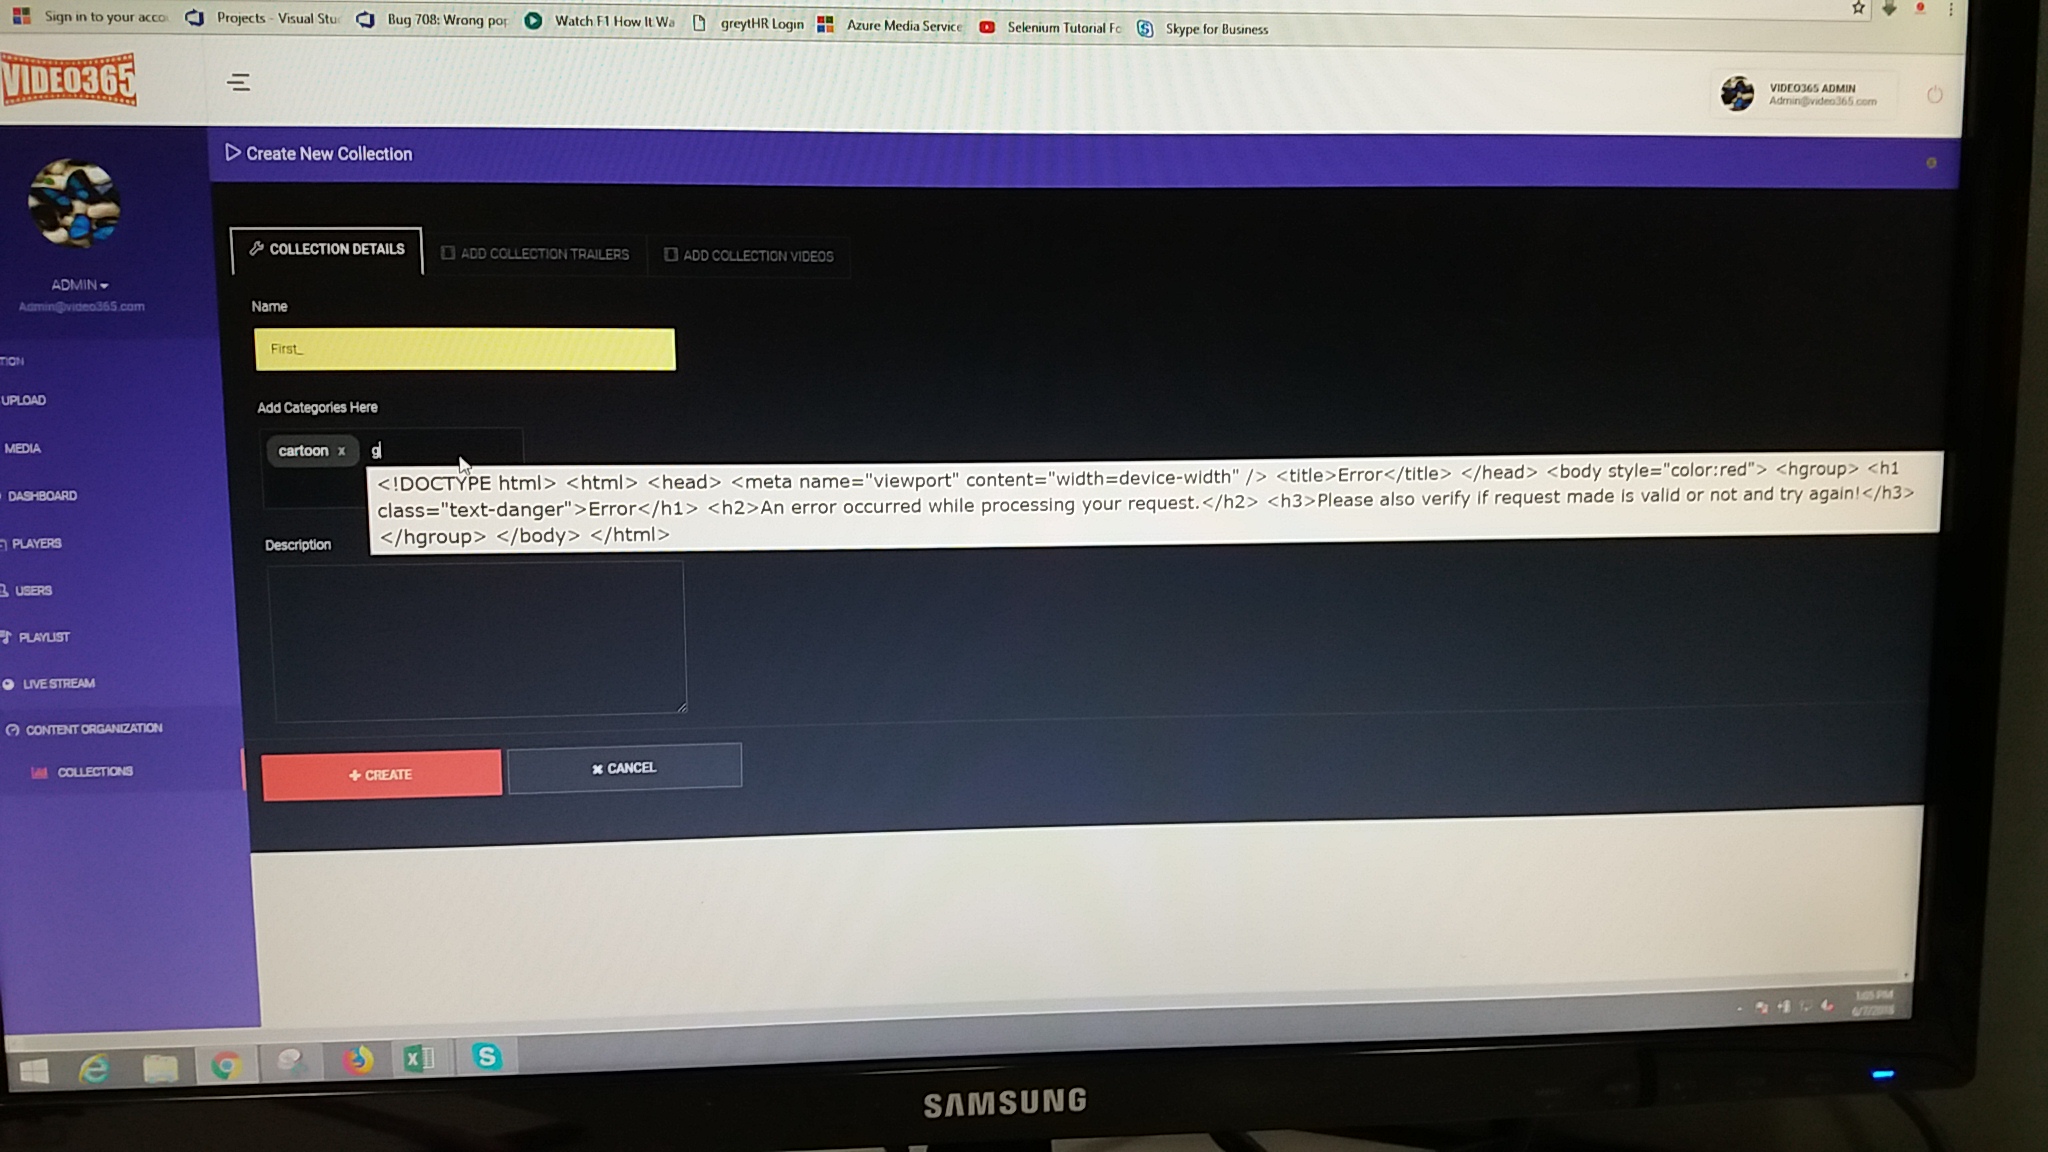 Sign in to your acco
Projects - Visual Stu
Bug 708: Wrong pop
Watch F1 How It Wa
greytHR Login
Azure Media Service
Selenium Tutorial Fo
Skype for Business
VIDEO365
VIDEO365 ADMIN
Admin@video365.com
Create New Collection
ADMIN
Admin@video365.com
TION
UPLOAD
MEDIA
DASHBOARD
PLAYERS
USERS
PLAYLIST
LIVE STREAM
CONTENT ORGANIZATION
COLLECTIONS
COLLECTION DETAILS
ADD COLLECTION TRAILERS
ADD COLLECTION VIDEOS
Name
First_
Add Categories Here
cartoon x g
<!DOCTYPE html> <html> <head> <meta name="viewport" content="width=device-width" /> <title>Error</title> </head> <body style="color:red"> <hgroup> <h1
class="text-danger">Error</h1> <h2>An error occurred while processing your request.</h2> <h3>Please also verify if request made is valid or not and try again!</h3>
</hgroup> </body> </html>
Description
+ CREATE
✖ CANCEL
1:05 PM
SAMSUNG